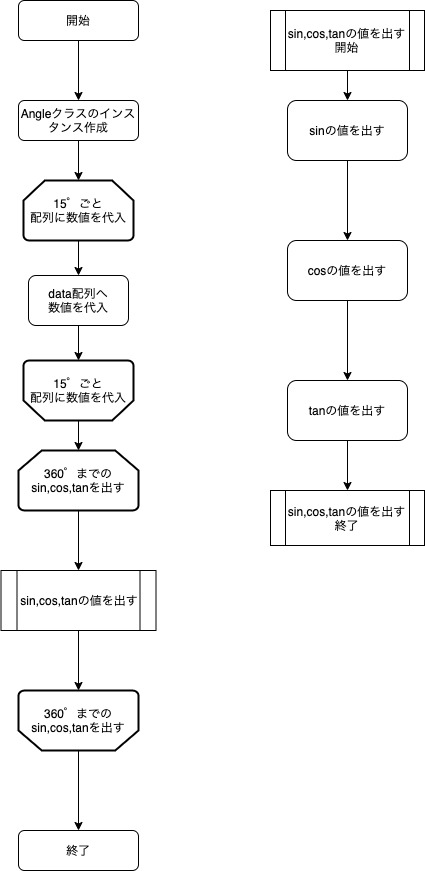 開始
Angleクラスのインス
タンス作成
15°ごと
配列に数値を代入
data配列へ
数値を代入
15°ごと
配列に数値を代入
360°までの
sin,cos,tanを出す
sin,cos,tanの値を出す
360°までの
sin,cos,tanを出す
終了
sin,cos,tanの値を出す
開始
sinの値を出す
cosの値を出す
tanの値を出す
sin,cos,tanの値を出す
終了